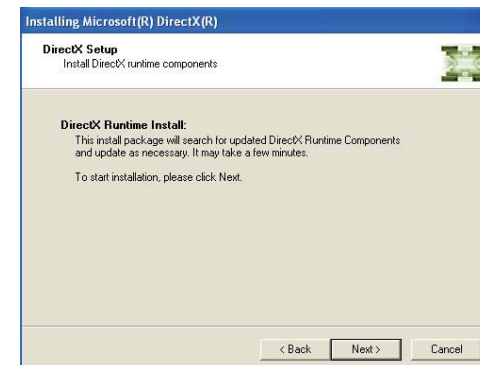 Installing Microsoft(R) DirectX(R)
DirectX Setup
Install DirectX runtime components
DirectX Runtime Install:
This install package will search for updated DirectX Runtime Components
and update as necessary. It may take a few minutes.
To start installation, please click Next.
< Back Next > Cancel